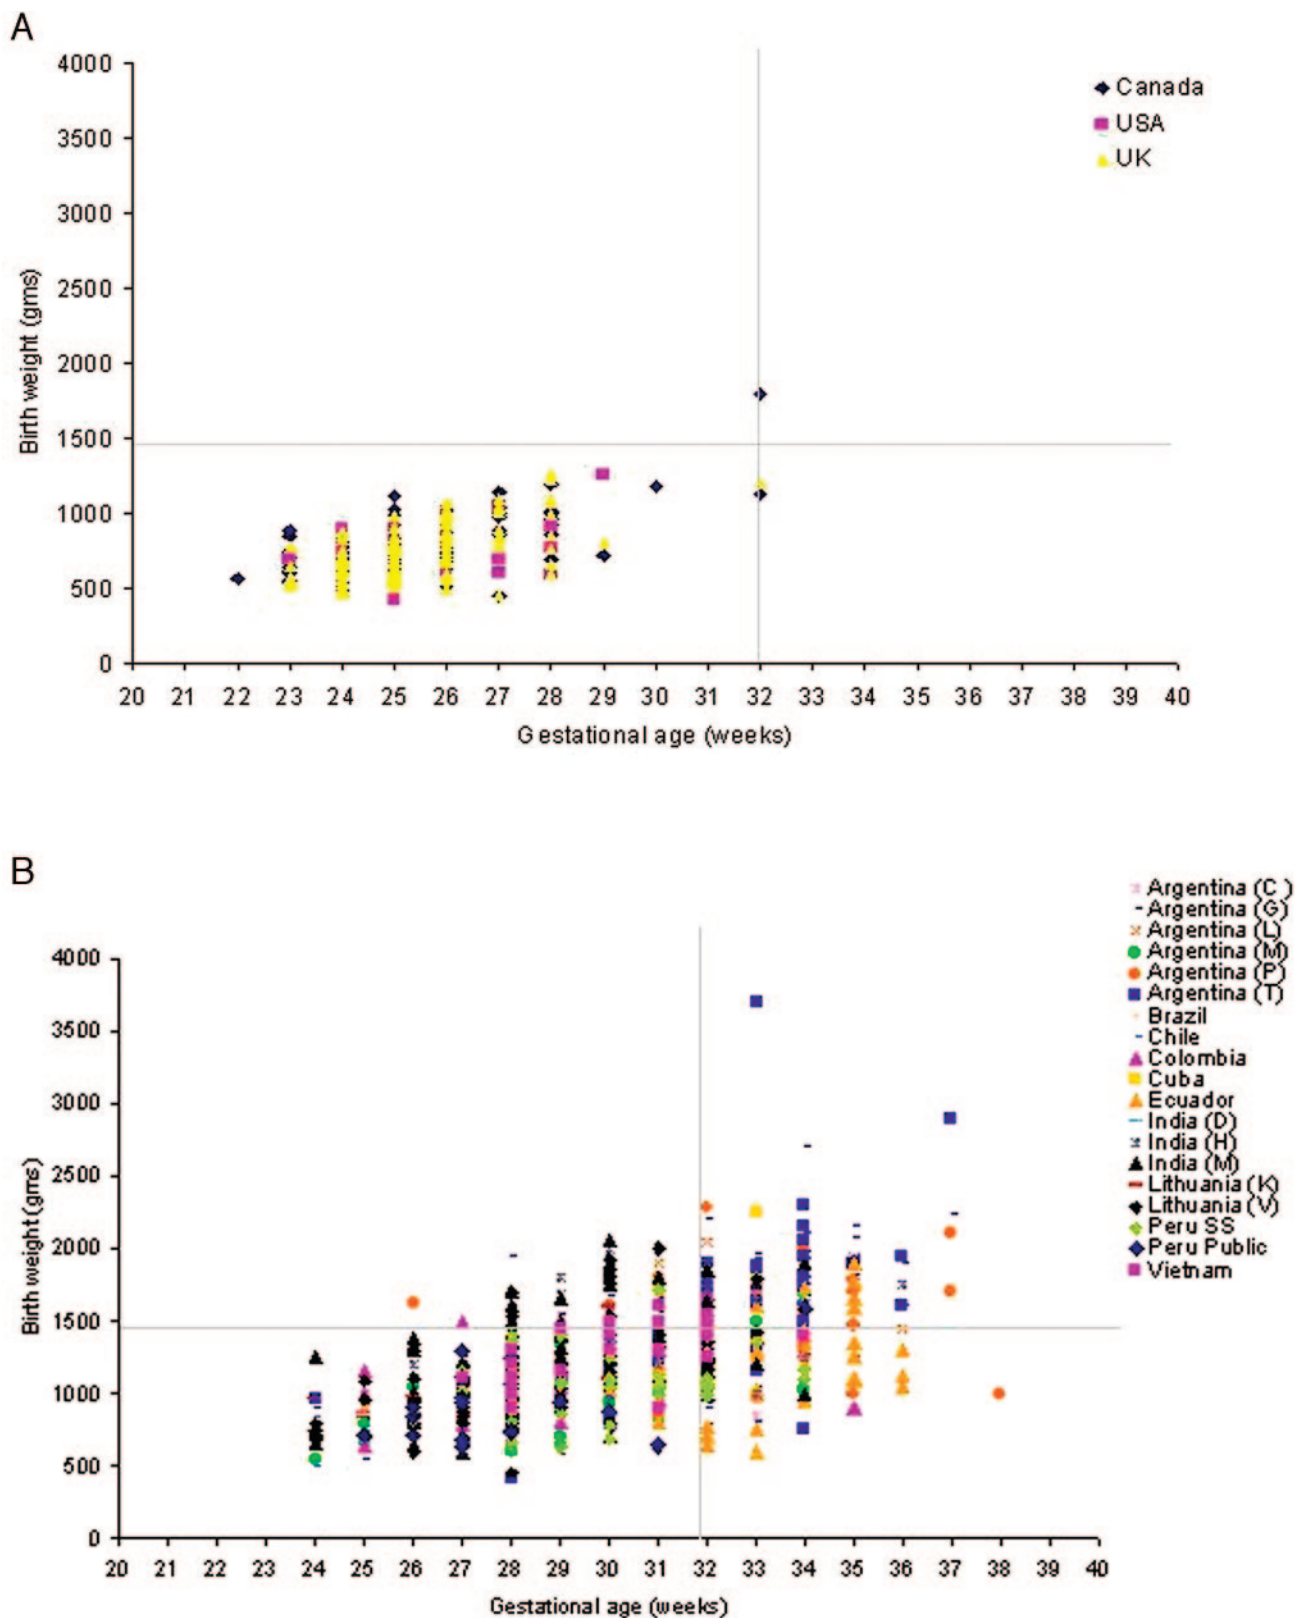 A
4000
3500
3000
2500
2000
1500
1000
500
0
Birth weight (gms)
20 21 22 23 24 25 26 27 28 29 30 31 32 33 34 35 36 37 38 39 40
Gestational age (weeks)
Canada
USA
UK
B
4000
3500
3000
2500
2000
1500
1000
500
0
Birth weight (gms)
20 21 22 23 24 25 26 27 28 29 30 31 32 33 34 35 36 37 38 39 40
Gestational age (weeks)
Argentina (C )
Argentina (G)
Argentina (L)
Argentina (M)
Argentina (P)
Argentina (T)
Brazil
Chile
Colombia
Cuba
Ecuador
India (D)
India (H)
India (M)
Lithuania (K)
Lithuania (V)
Peru SS
Peru Public
Vietnam